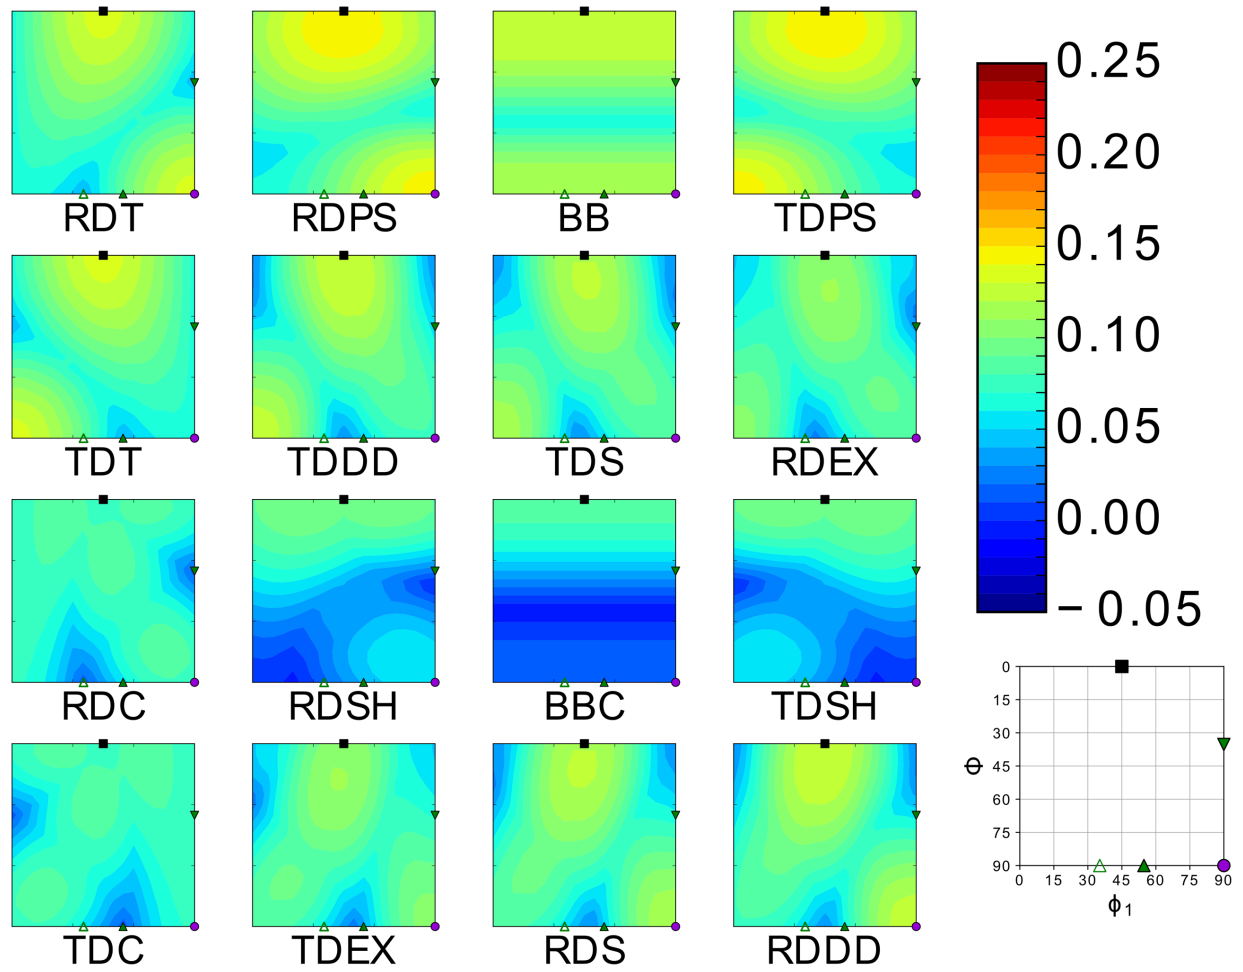 RDT RDPS BB TDPS
TDT TDDD TDS RDEX
RDC RDSH BBC TDSH
TDC TDEX RDS RDDD
0.25
0.20
0.15
0.10
0.05
0.00
−0.05
0
15
30
45
60
75
90
Φ
0 15 30 45 60 75 90
ϕ1